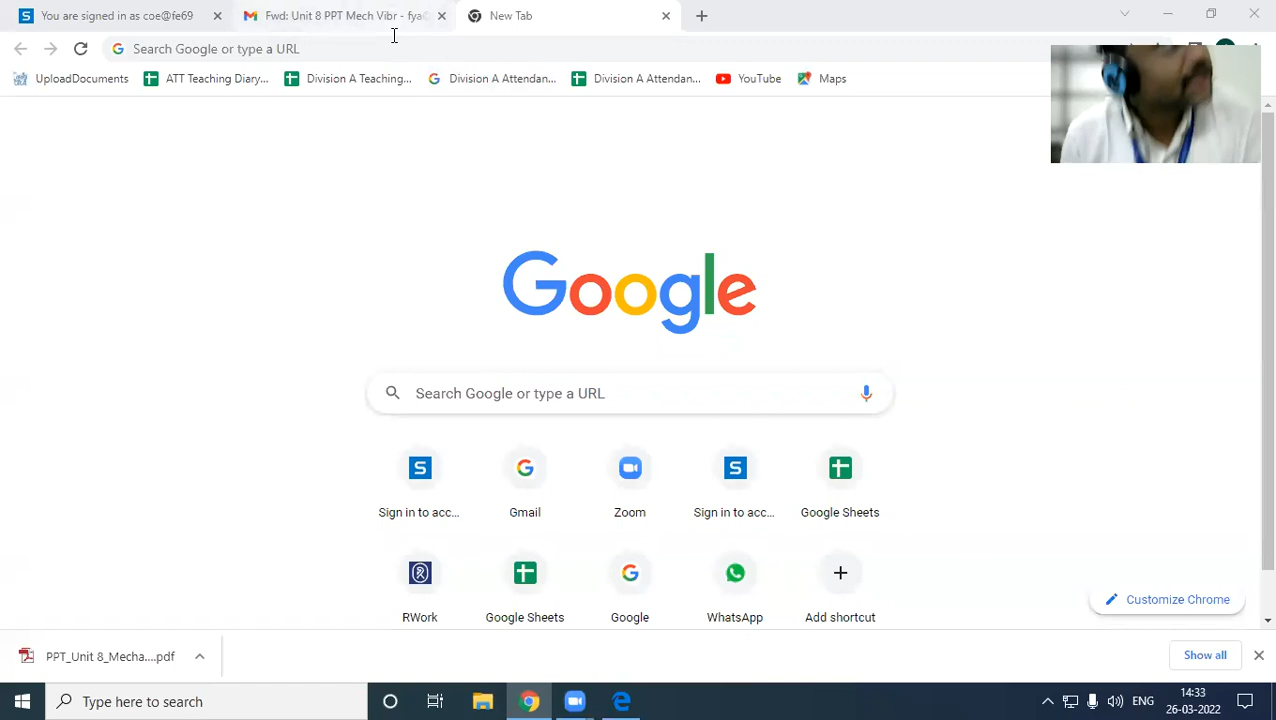 You are signed in as coe@fe69
Fwd: Unit 8 PPT Mech Vibr - fya
New Tab
Search Google or type a URL
UploadDocuments
ATT Teaching Diary...
Division A Teaching...
Division A Attendan...
Division A Attendan...
YouTube
Maps
Google
Search Google or type a URL
Sign in to acc...
Gmail
Zoom
Sign in to acc...
Google Sheets
RWork
Google Sheets
Google
WhatsApp
Add shortcut
Customize Chrome
PPT_Unit 8_Mecha....pdf
Show all
Type here to search
ENG
14:33
26-03-2022